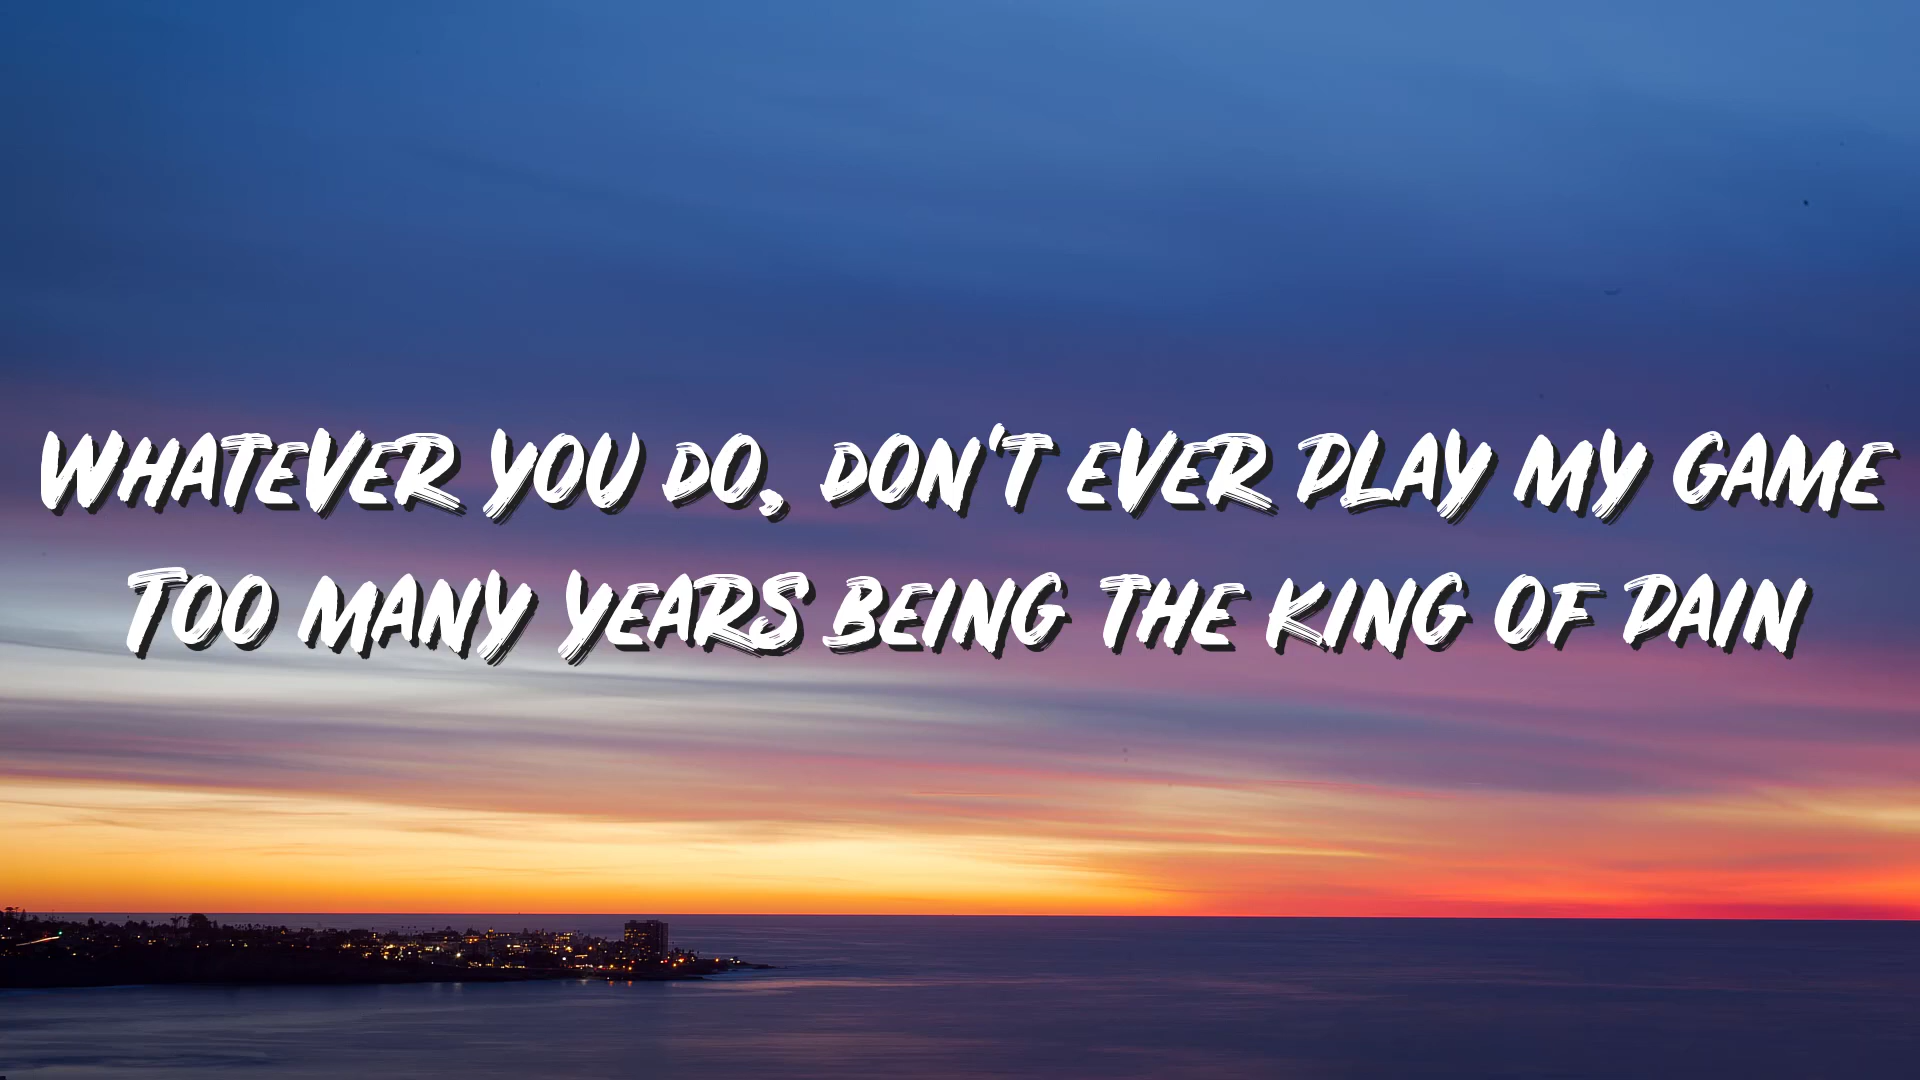 WHATEVER YOU DO, DON'T EVER PLAY MY GAME
TOO MANY YEARS BEING THE KING OF PAIN